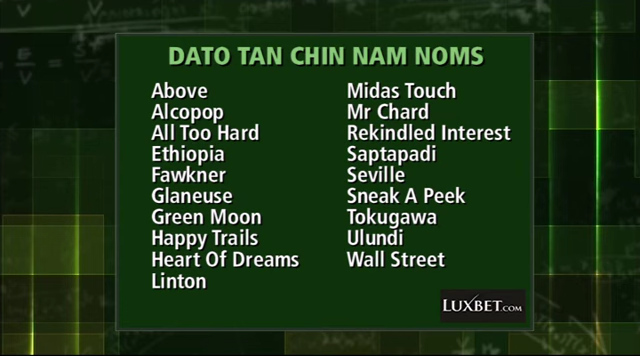 DATO TAN CHIN NAM NOMS
Above
Alcopop
All Too Hard
Ethiopia
Fawkner
Glaneuse
Green Moon
Happy Trails
Heart Of Dreams
Linton
Midas Touch
Mr Chard
Rekindled Interest
Saptapadi
Seville
Sneak A Peek
Tokugawa
Ulundi
Wall Street
LUXBET.COM